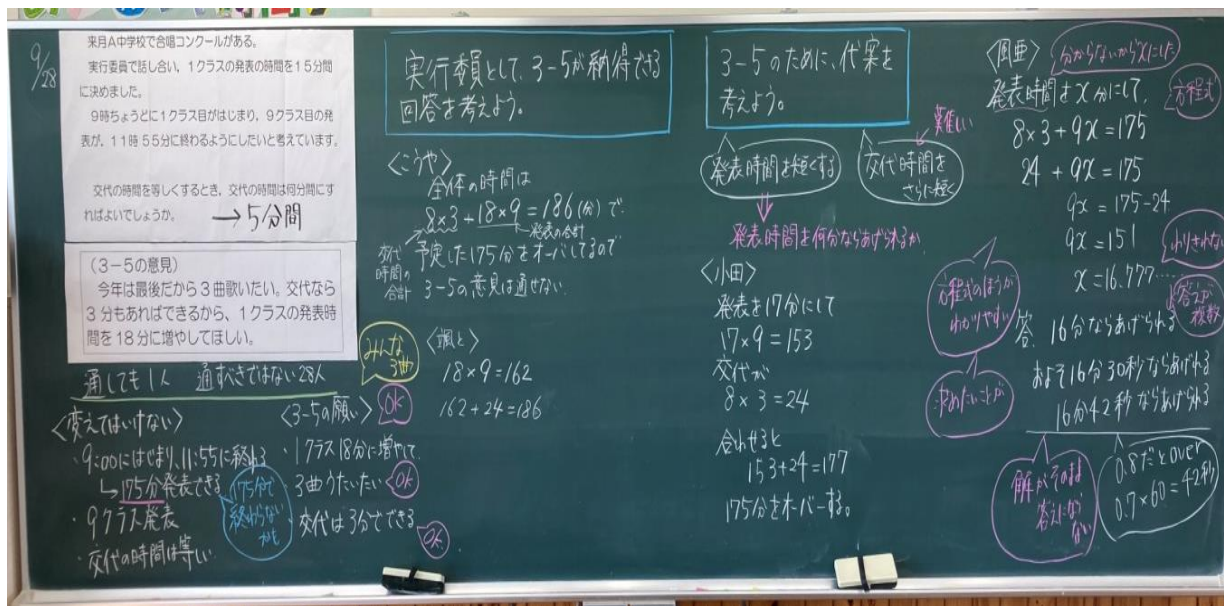 9/28
来月A中学校で合唱コンクールがある。
実行委員で話し合い、1クラスの発表の時間を15分間
に決めました。
9時ちょうどに1クラス目がはじまり、9クラス目の発
表が、11時55分に終わるようにしたいと考えています。
交代の時間を等しくするとき、交代の時間は何分間にす
ればよいでしょうか。
→5分間
(3-5の意見)
今年は最後だから3曲歌いたい。交代なら
3分もあればできるから、1クラスの発表時
間を18分に増やしてほしい。
通しても1人 通すべきではない28人
<変えてはいけない>
・9:00にはじまり、11:55に終れる
↳175分発表できる
・9クラス発表
・交代の時間は等しい
175分で
終わらない
かも
<3-5の願い>
・1クラス18分に増やして
・3曲うたいたい OK
交代は3分でできる
OK
みんな
3曲
OK
実行委員として、3-5が納得できる
回答を考えよう。
<こうや>
全体の時間は
8×3+18×9=186(分)で
発表の合計
交代
時間の
合計
予定した175分をオーバしてるので
3-5の意見は通せない
<颯と>
18×9=162
162+24=186
3-5のために、代案を
考えよう。
発表時間を短くする
難しい
交代時間を
さらに短く
発表時間を何分ならあげられるか
<小田>
発表を17分にして
17×9=153
交代が
8×3=24
合わせると
153+24=177
175分をオーバーする。
<風亜>
分からないからxにした
方程式
発表時間をx分にして、
8×3+9x=175
24+9x=175
9x=175-24
9x=151
わりきれない
x=16.777……
答えが
複数
方程式のほうが
わかりやすい
決めたいことが
答. 16分ならあげられる
およそ16分30秒ならあげれる
16分42秒ならあげられる
解がそのまま
答えにならない
0.8だとover
0.7×60=42秒